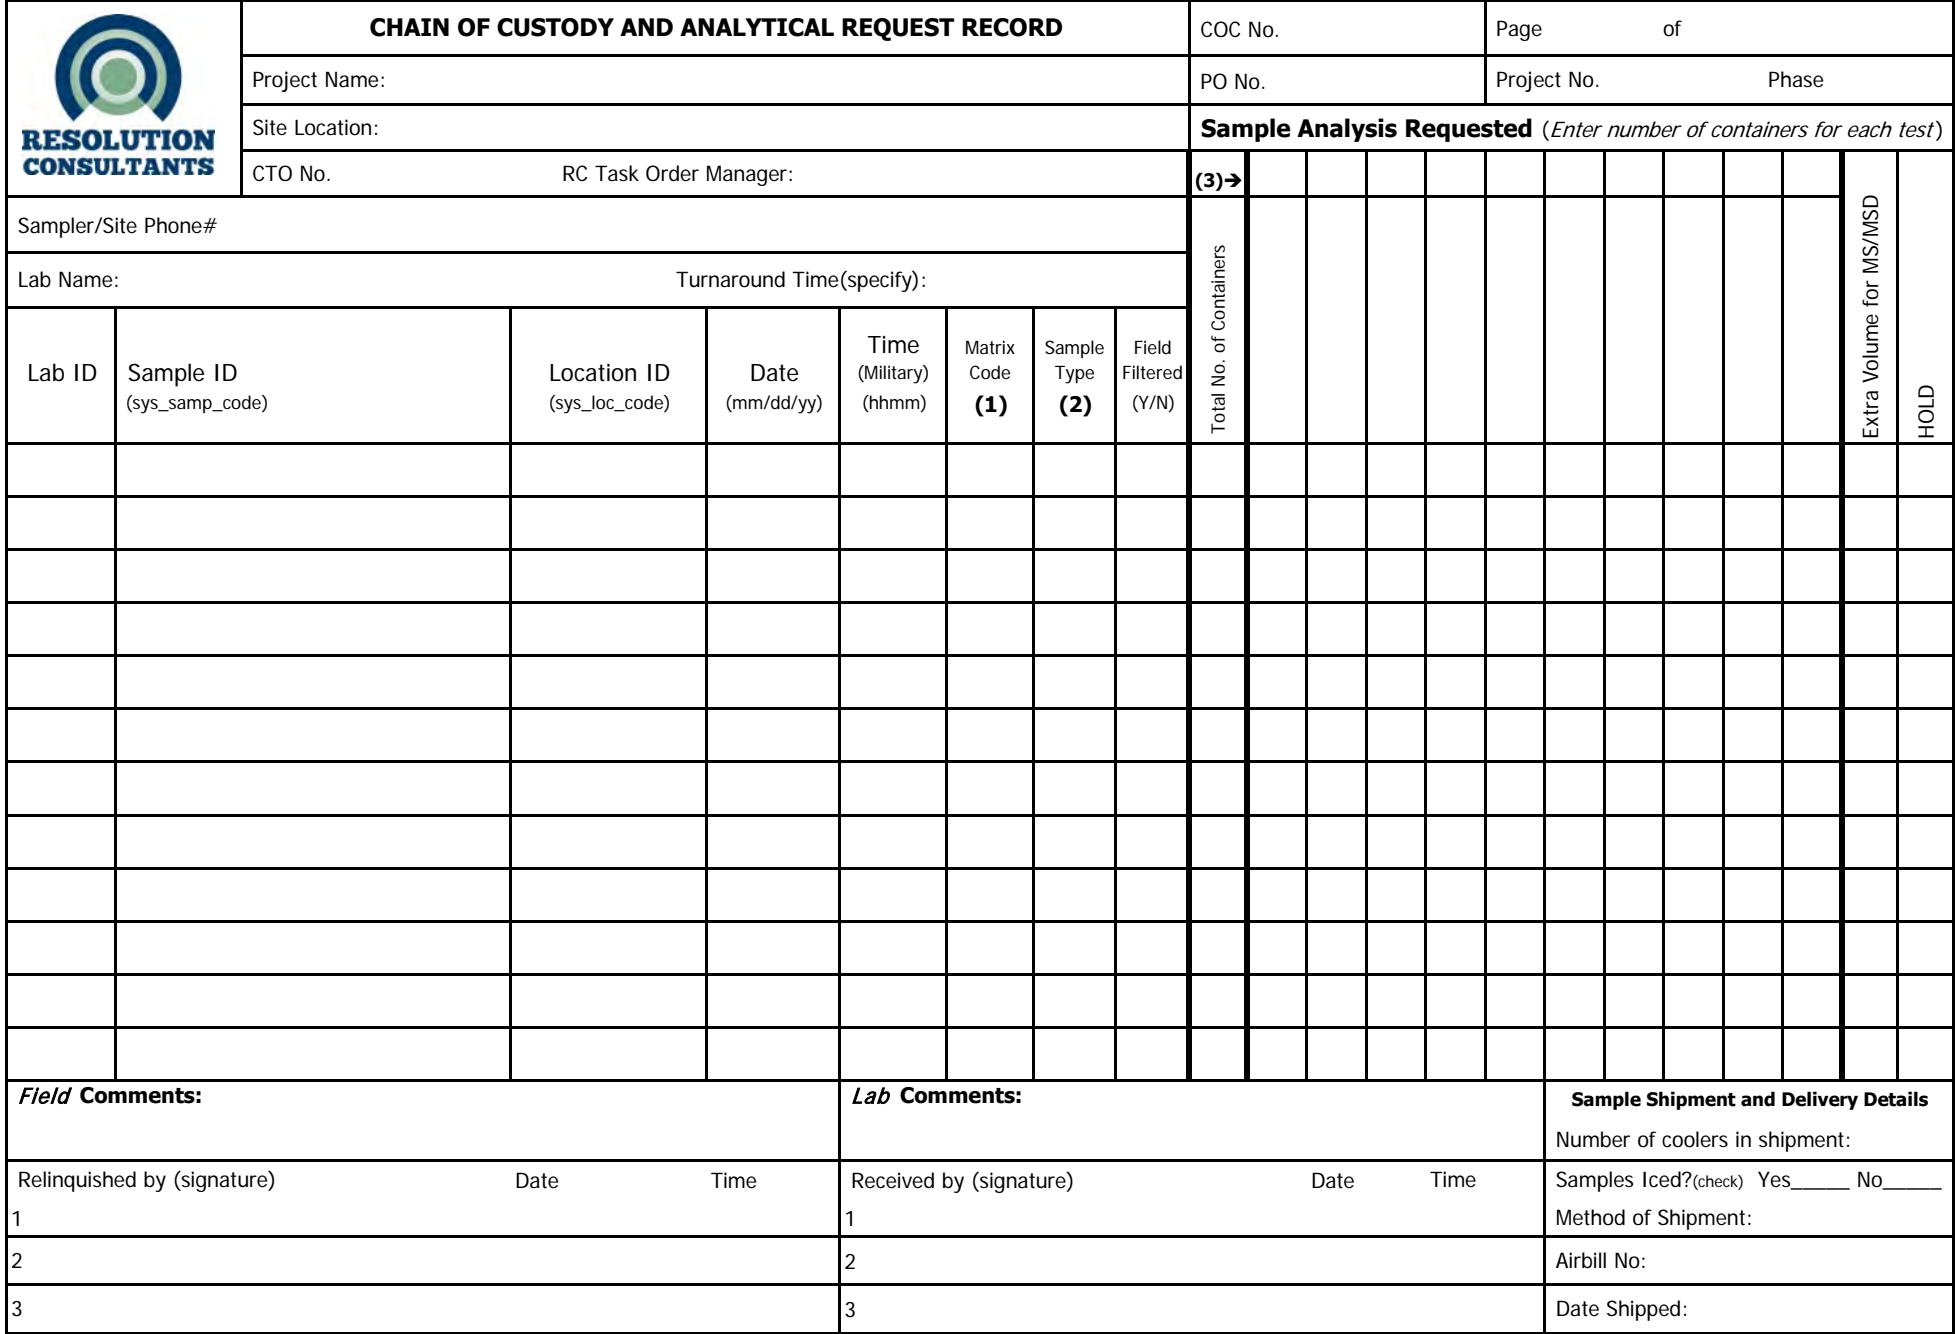 RESOLUTION
CONSULTANTS
CHAIN OF CUSTODY AND ANALYTICAL REQUEST RECORD
COC No.
Page of
Project Name:
PO No.
Project No. Phase
Site Location:
Sample Analysis Requested (Enter number of containers for each test)
CTO No. RC Task Order Manager:
(3)➔
Sampler/Site Phone#
Lab Name: Turnaround Time(specify):
Total No. of Containers
Extra Volume for MS/MSD
HOLD
Lab ID
Sample ID
(sys_samp_code)
Location ID
(sys_loc_code)
Date
(mm/dd/yy)
Time
(Military)
(hhmm)
Matrix
Code
(1)
Sample
Type
(2)
Field
Filtered
(Y/N)
Field Comments:
Lab Comments:
Sample Shipment and Delivery Details
Number of coolers in shipment:
Relinquished by (signature) Date Time
1
2
3
Received by (signature) Date Time
1
2
3
Samples Iced?(check) Yes_____ No_____
Method of Shipment:
Airbill No:
Date Shipped: